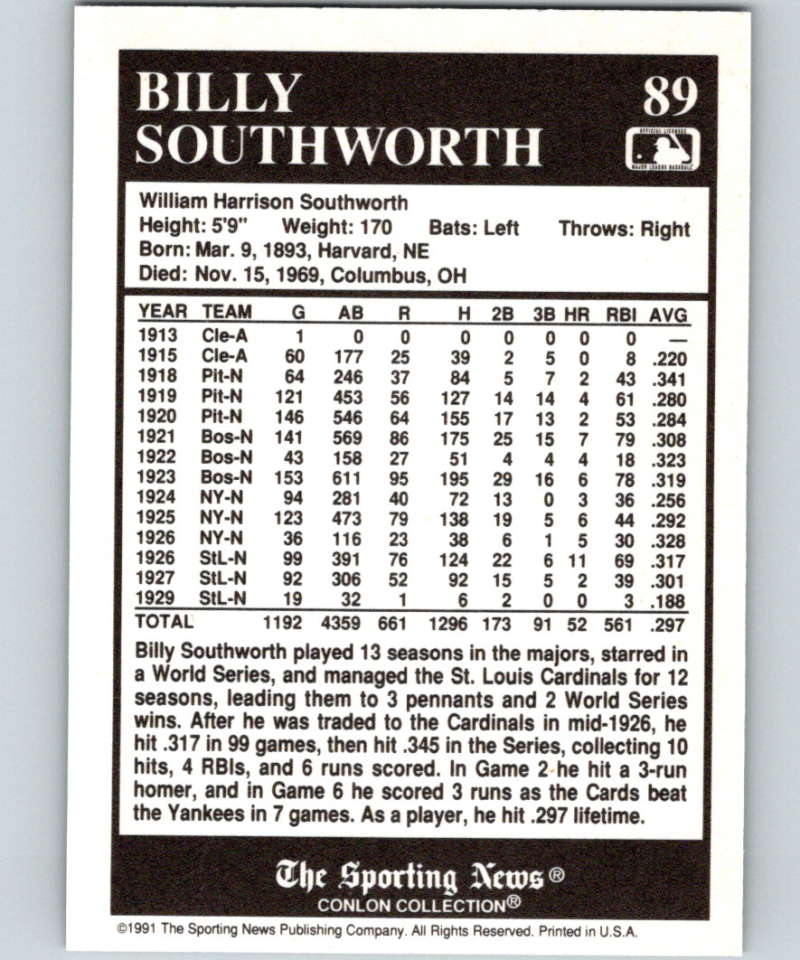 BILLY 89
SOUTHWORTH
OFFICIAL LICENSEE
MAJOR LEAGUE BASEBALL
William Harrison Southworth
Height: 5'9" Weight: 170 Bats: Left Throws: Right
Born: Mar. 9, 1893, Harvard, NE
Died: Nov. 15, 1969, Columbus, OH
YEAR TEAM G AB R H 2B 3B HR RBI AVG
1913 Cle-A 1 0 0 0 0 0 0 0 —
1915 Cle-A 60 177 25 39 2 5 0 8 .220
1918 Pit-N 64 246 37 84 5 7 2 43 .341
1919 Pit-N 121 453 56 127 14 14 4 61 .280
1920 Pit-N 146 546 64 155 17 13 2 53 .284
1921 Bos-N 141 569 86 175 25 15 7 79 .308
1922 Bos-N 43 158 27 51 4 4 4 18 .323
1923 Bos-N 153 611 95 195 29 16 6 78 .319
1924 NY-N 94 281 40 72 13 0 3 36 .256
1925 NY-N 123 473 79 138 19 5 6 44 .292
1926 NY-N 36 116 23 38 6 1 5 30 .328
1926 StL-N 99 391 76 124 22 6 11 69 .317
1927 StL-N 92 306 52 92 15 5 2 39 .301
1929 StL-N 19 32 1 6 2 0 0 3 .188
TOTAL 1192 4359 661 1296 173 91 52 561 .297
Billy Southworth played 13 seasons in the majors, starred in
a World Series, and managed the St. Louis Cardinals for 12
seasons, leading them to 3 pennants and 2 World Series
wins. After he was traded to the Cardinals in mid-1926, he
hit .317 in 99 games, then hit .345 in the Series, collecting 10
hits, 4 RBIs, and 6 runs scored. In Game 2 he hit a 3-run
homer, and in Game 6 he scored 3 runs as the Cards beat
the Yankees in 7 games. As a player, he hit .297 lifetime.
The Sporting News®
CONLON COLLECTION®
©1991 The Sporting News Publishing Company. All Rights Reserved. Printed in U.S.A.